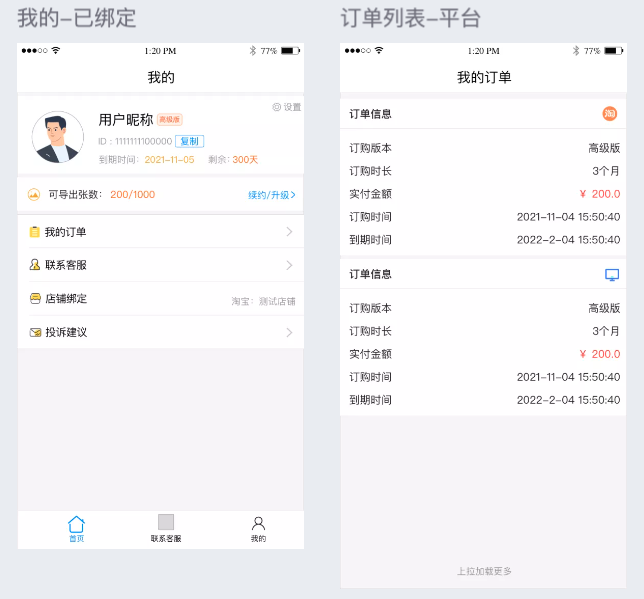 我的-已绑定
1:20 PM
77%
我的
设置
用户昵称 高级版
ID：1111111100000 复制
到期时间：2021-11-05 剩余：300天
可导出张数：200/1000 续约/升级
我的订单
联系客服
店铺绑定 淘宝：测试店铺
投诉建议
首页 联系客服 我的
订单列表-平台
1:20 PM
77%
我的订单
订单信息 淘
订购版本 高级版
订购时长 3个月
实付金额 ¥ 200.0
订购时间 2021-11-04 15:50:40
到期时间 2022-2-04 15:50:40
订单信息
订购版本 高级版
订购时长 3个月
实付金额 ¥ 200.0
订购时间 2021-11-04 15:50:40
到期时间 2022-2-04 15:50:40
上拉加载更多